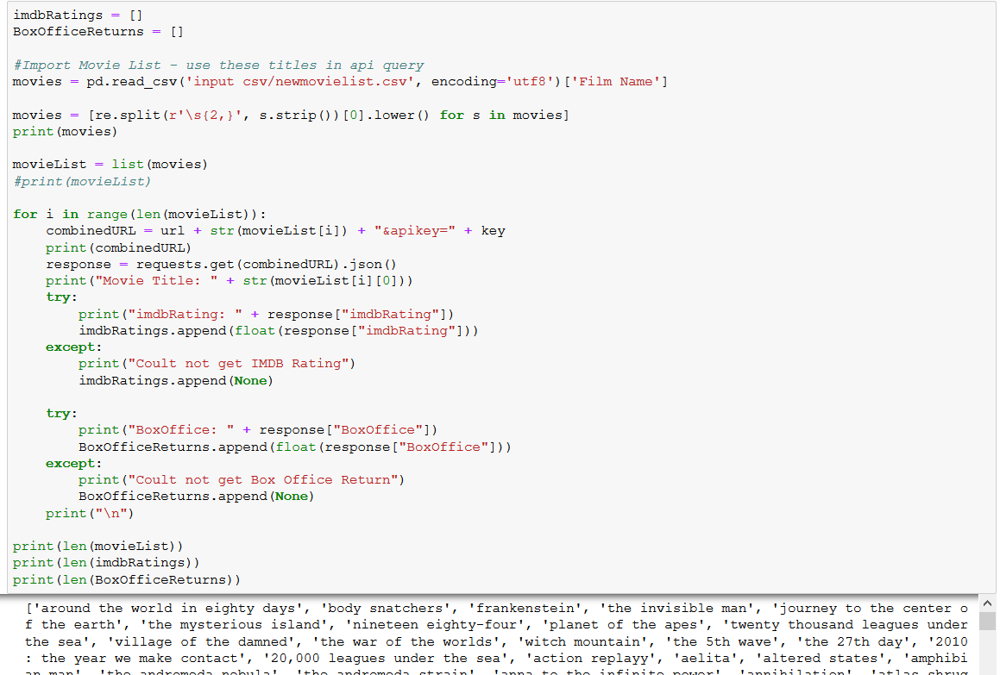 imdbRatings = []
BoxOfficeReturns = []
#Import Movie List - use these titles in api query
movies = pd.read_csv('input csv/newmovielist.csv', encoding='utf8')['Film Name']
movies = [re.split(r'\s{2,}', s.strip())[0].lower() for s in movies]
print(movies)
movieList = list(movies)
#print(movieList)
for i in range(len(movieList)):
    combinedURL = url + str(movieList[i]) + "&apikey=" + key
    print(combinedURL)
    response = requests.get(combinedURL).json()
    print("Movie Title: " + str(movieList[i][0]))
    try:
        print("imdbRating: " + response["imdbRating"])
        imdbRatings.append(float(response["imdbRating"]))
    except:
        print("Coult not get IMDB Rating")
        imdbRatings.append(None)
    try:
        print("BoxOffice: " + response["BoxOffice"])
        BoxOfficeReturns.append(float(response["BoxOffice"]))
    except:
        print("Coult not get Box Office Return")
        BoxOfficeReturns.append(None)
    print("\n")
print(len(movieList))
print(len(imdbRatings))
print(len(BoxOfficeReturns))
['around the world in eighty days', 'body snatchers', 'frankenstein', 'the invisible man', 'journey to the center o
f the earth', 'the mysterious island', 'nineteen eighty-four', 'planet of the apes', 'twenty thousand leagues under
the sea', 'village of the damned', 'the war of the worlds', 'witch mountain', 'the 5th wave', 'the 27th day', '2010
: the year we make contact', '20,000 leagues under the sea', 'action replayy', 'aelita', 'altered states', 'amphibi
an man', 'the andromeda nebula', 'the andromeda strain', 'anna to the infinite power', 'annihilation', 'atlas shrug